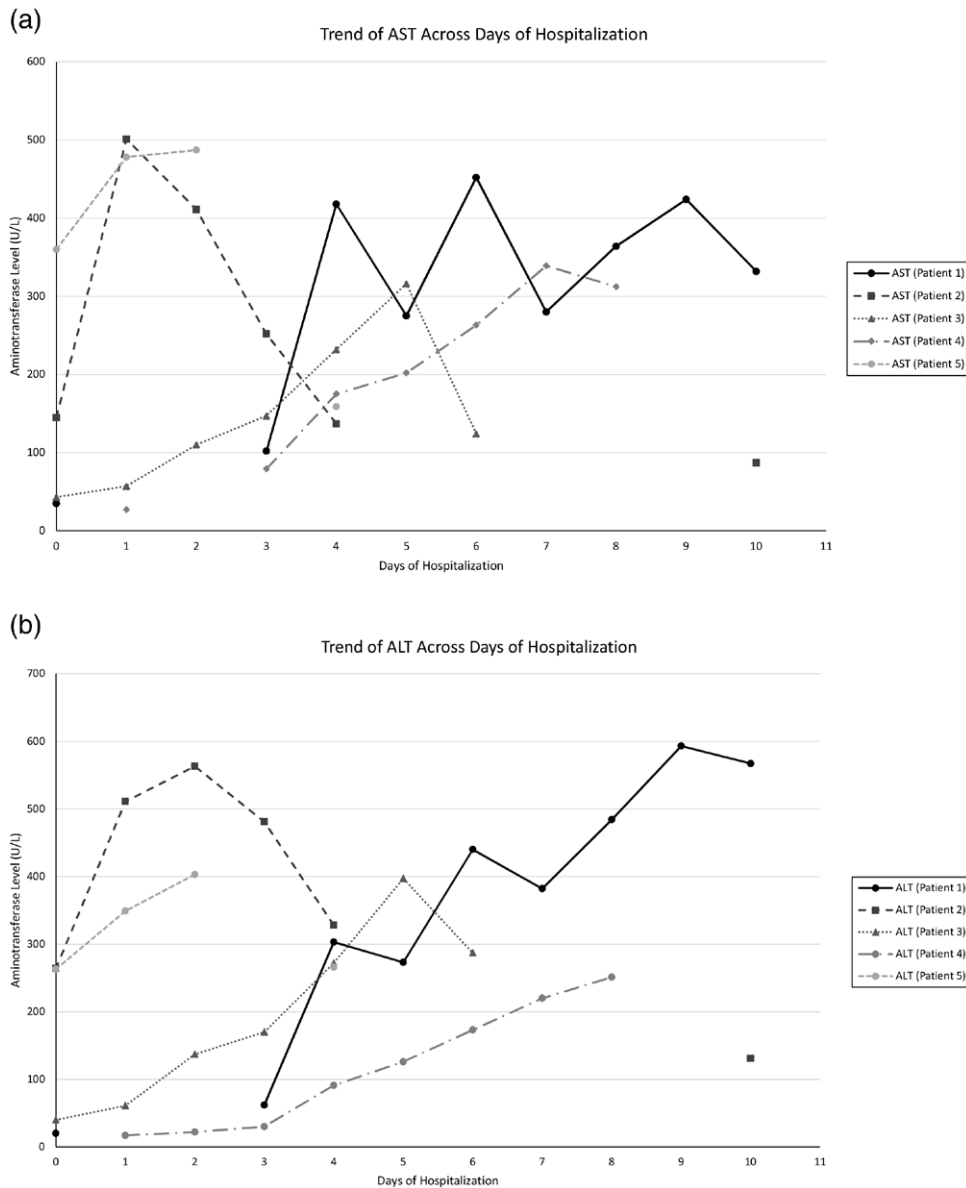 (a)
Trend of AST Across Days of Hospitalization
600
500
400
300
200
100
0
Aminotransferase Level (U/L)
0 1 2 3 4 5 6 7 8 9 10 11
Days of Hospitalization
AST (Patient 1)
AST (Patient 2)
AST (Patient 3)
AST (Patient 4)
AST (Patient 5)
(b)
Trend of ALT Across Days of Hospitalization
700
600
500
400
300
200
100
0
Aminotransferase Level (U/L)
0 1 2 3 4 5 6 7 8 9 10 11
Days of Hospitalization
ALT (Patient 1)
ALT (Patient 2)
ALT (Patient 3)
ALT (Patient 4)
ALT (Patient 5)